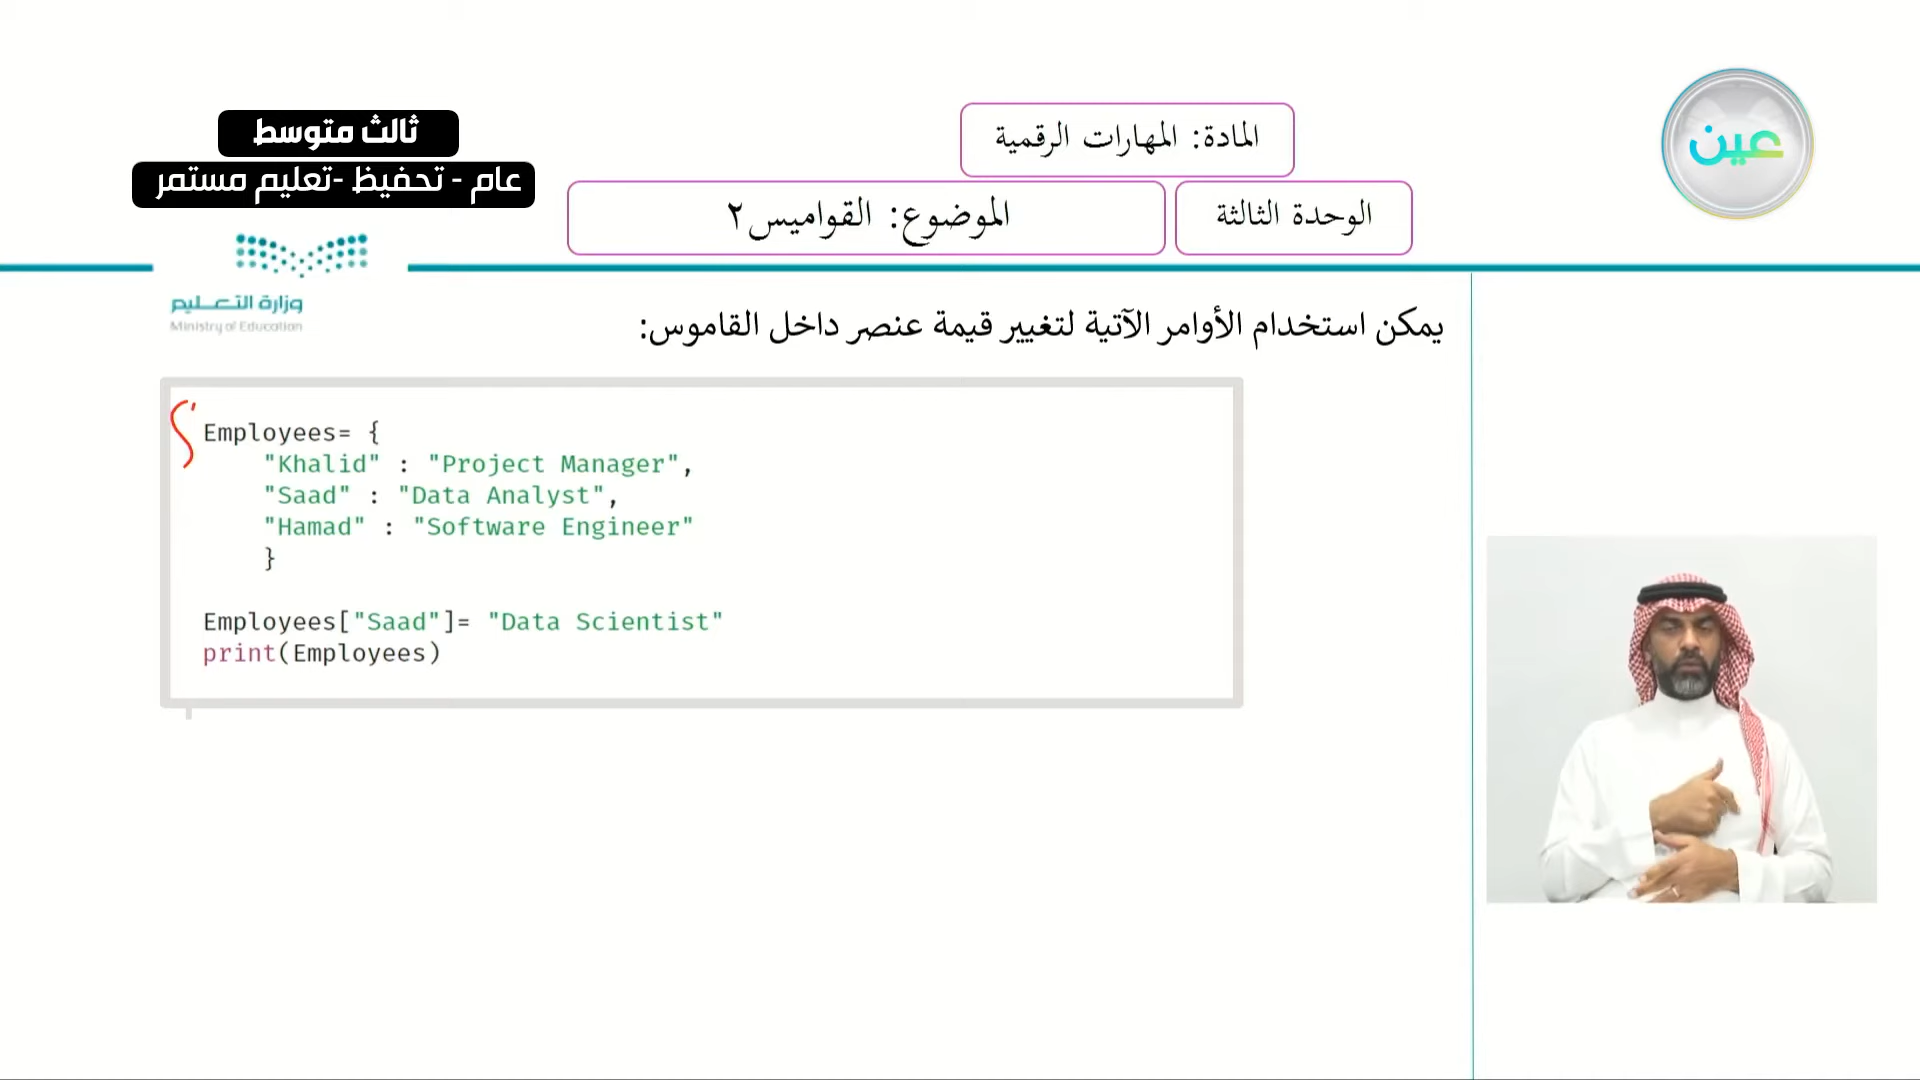 عين
المادة: المهارات الرقمية
ثالث متوسط
عام - تحفيظ -تعليم مستمر
الوحدة الثالثة
الموضوع: القواميس٢
وزارة التعليم
Ministry of Education
يمكن استخدام الأوامر الآتية لتغيير قيمة عنصر داخل القاموس:
Employees= {
"Khalid" : "Project Manager",
"Saad" : "Data Analyst",
"Hamad" : "Software Engineer"
}
Employees["Saad"]= "Data Scientist"
print(Employees)